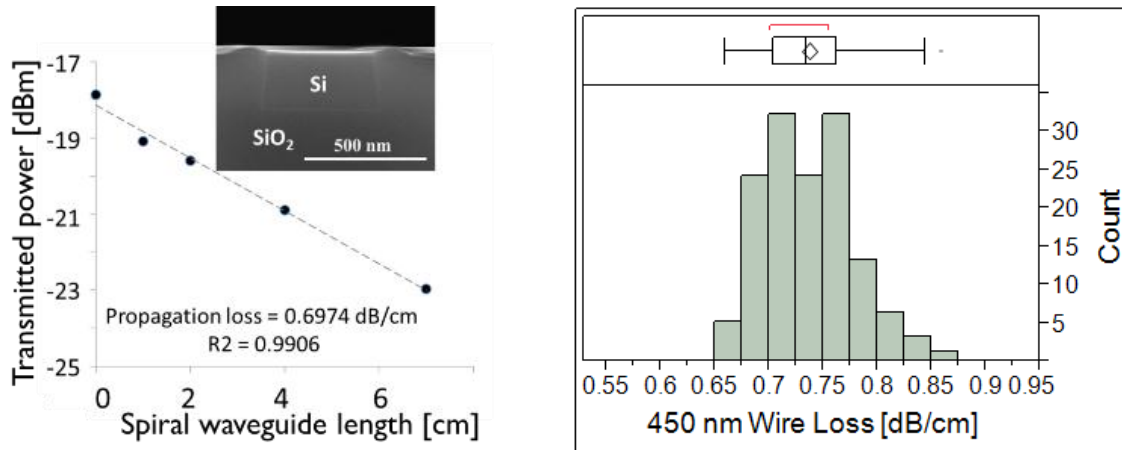 Transmitted power [dBm]
-17
-19
-21
-23
-25
Si
SiO₂
500 nm
Propagation loss = 0.6974 dB/cm
R2 = 0.9906
0 2 4 6
Spiral waveguide length [cm]
30
25
20
15
10
5
Count
0.55 0.6 0.65 0.7 0.75 0.8 0.85 0.9 0.95
450 nm Wire Loss [dB/cm]